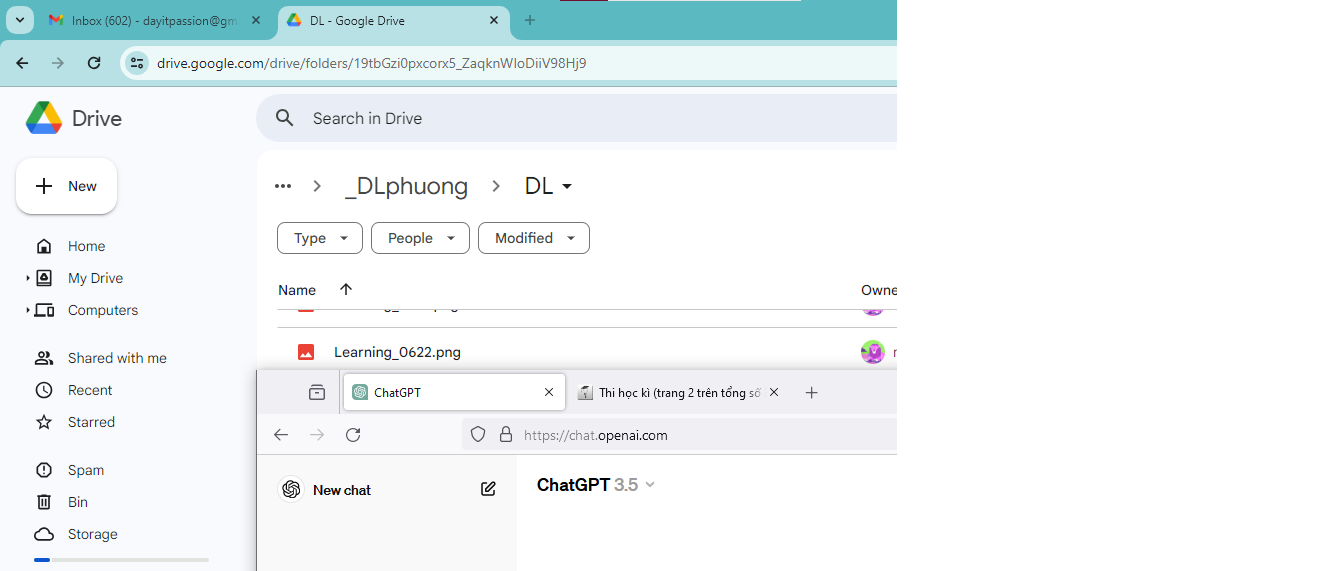 Inbox (602) - dayitpassion@gm
DL - Google Drive
drive.google.com/drive/folders/19tbGzi0pxcorx5_ZaqknWIoDiiV98Hj9
Drive
Search in Drive
New
_DLphuong
DL
Type
People
Modified
Home
My Drive
Computers
Name
Owne
Learning_0622.png
Shared with me
Recent
Starred
Spam
Bin
Storage
ChatGPT
Thi học kì (trang 2 trên tổng số
https://chat.openai.com
New chat
ChatGPT 3.5